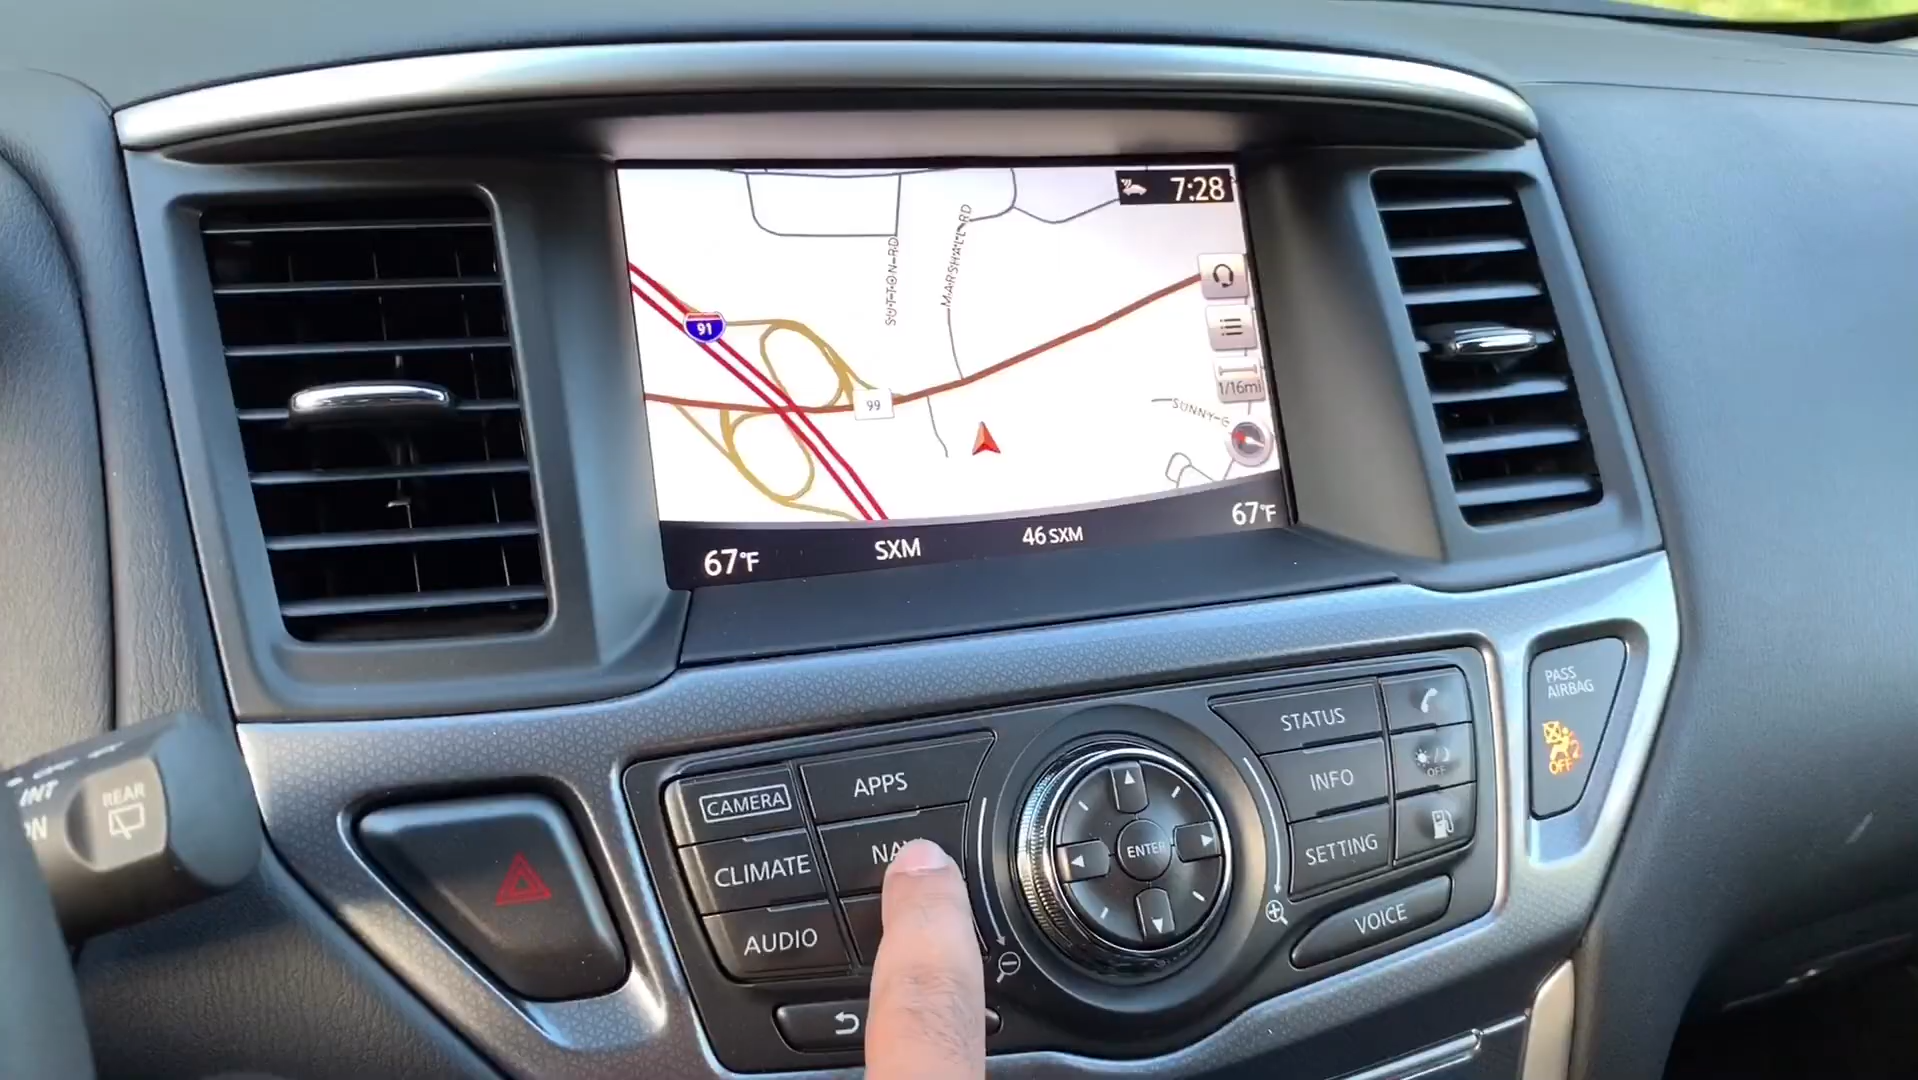 7:28
SUTTON RD
MARSHALL RD
91
1/16mi
99
SUNNY
67°F
SXM
46 SXM
67°F
PASS
AIRBAG
OFF
2
REAR
INT
CAMERA
APPS
CLIMATE
AUDIO
ENTER
STATUS
INFO
OFF
SETTING
VOICE